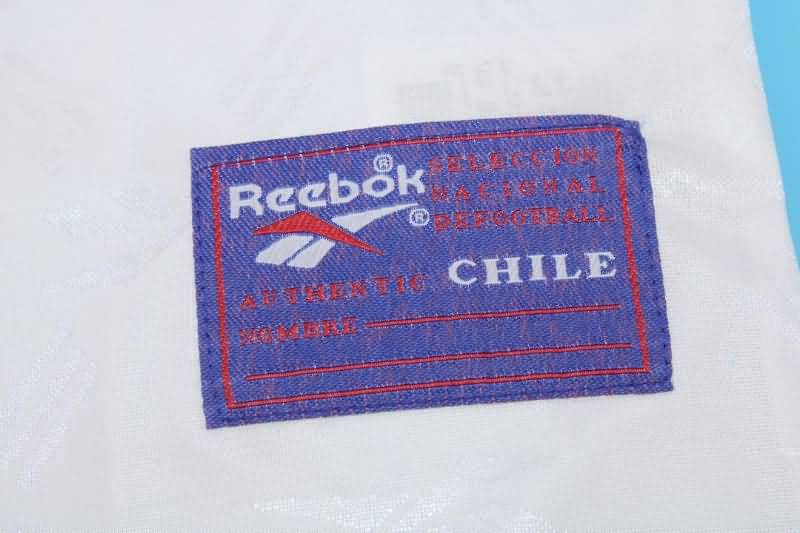 Reebok®
®
SELECCION
NACIONAL
DEFOOTBALL
AUTHENTIC CHILE
NOMBRE